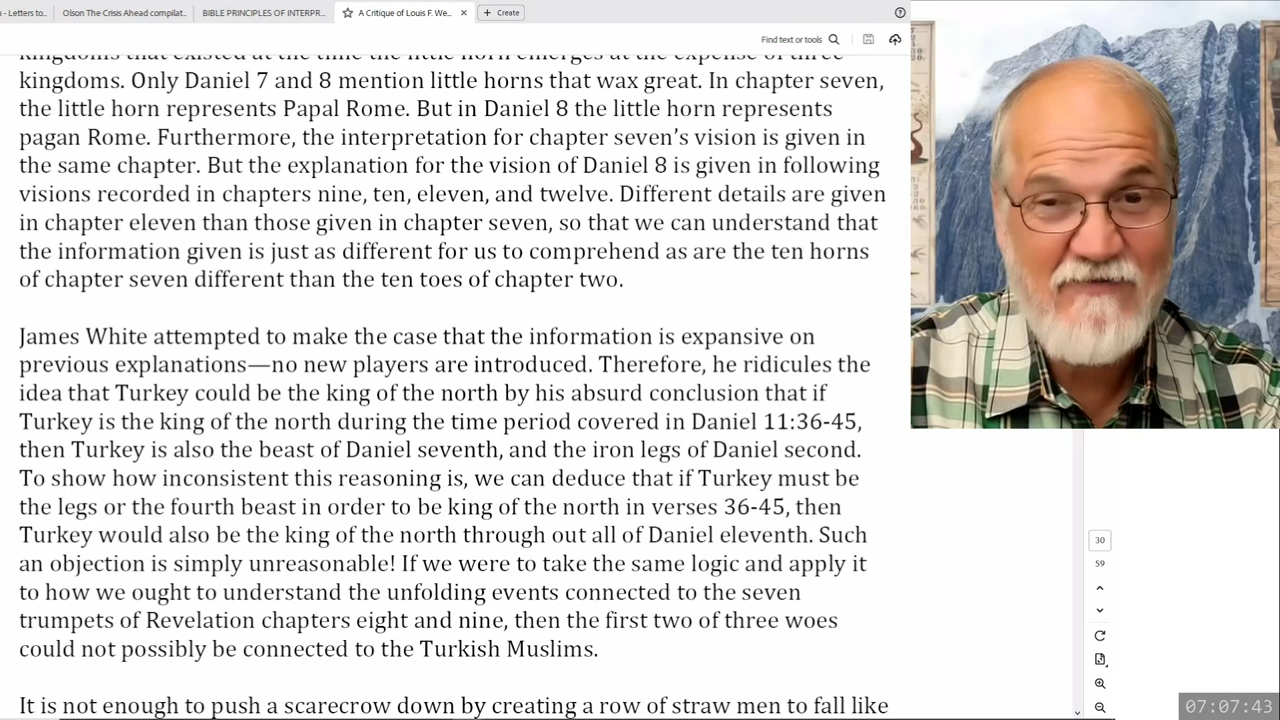 - Letters to..
Olson The Crisis Ahead compilat..
BIBLE PRINCIPLES OF INTERPR...
A Critique of Louis F. We...
Create
Find text or tools
kingdoms that existed at the time the little horn emerges at the expense of three
kingdoms. Only Daniel 7 and 8 mention little horns that wax great. In chapter seven,
the little horn represents Papal Rome. But in Daniel 8 the little horn represents
pagan Rome. Furthermore, the interpretation for chapter seven’s vision is given in
the same chapter. But the explanation for the vision of Daniel 8 is given in following
visions recorded in chapters nine, ten, eleven, and twelve. Different details are given
in chapter eleven than those given in chapter seven, so that we can understand that
the information given is just as different for us to comprehend as are the ten horns
of chapter seven different than the ten toes of chapter two.
James White attempted to make the case that the information is expansive on
previous explanations—no new players are introduced. Therefore, he ridicules the
idea that Turkey could be the king of the north by his absurd conclusion that if
Turkey is the king of the north during the time period covered in Daniel 11:36-45,
then Turkey is also the beast of Daniel seventh, and the iron legs of Daniel second.
To show how inconsistent this reasoning is, we can deduce that if Turkey must be
the legs or the fourth beast in order to be king of the north in verses 36-45, then
Turkey would also be the king of the north through out all of Daniel eleventh. Such
an objection is simply unreasonable! If we were to take the same logic and apply it
to how we ought to understand the unfolding events connected to the seven
trumpets of Revelation chapters eight and nine, then the first two of three woes
could not possibly be connected to the Turkish Muslims.
It is not enough to push a scarecrow down by creating a row of straw men to fall like
30
59
07:07:43